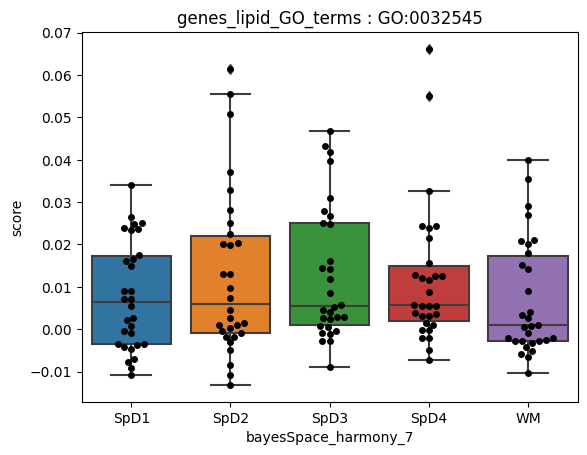 genes_lipid_GO_terms : GO:0032545
0.07
0.06
0.05
0.04
0.03
0.02
0.01
0.00
−0.01
score
SpD1 SpD2 SpD3 SpD4 WM
bayesSpace_harmony_7